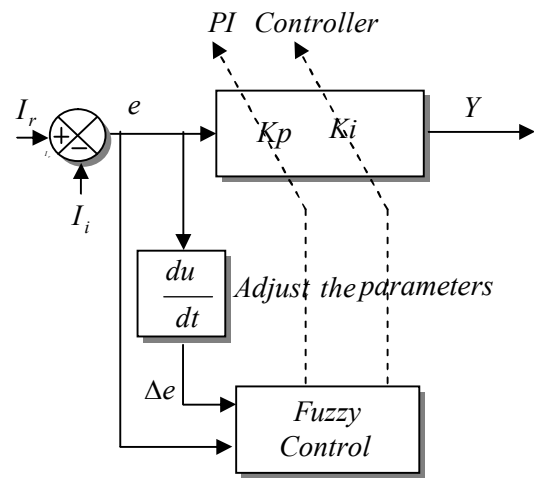 PI Controller
I_r
e
Y
+
Kp Ki
−
I_i
du
dt
Adjust the parameters
Δe
Fuzzy
Control